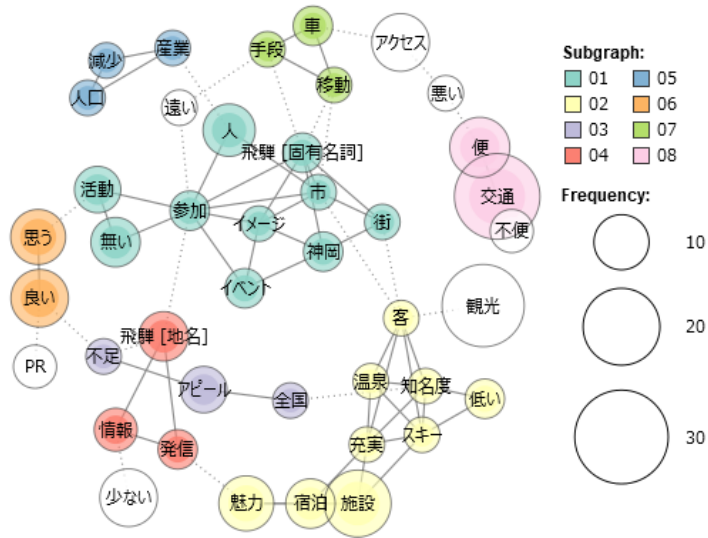 車
手段
アクセス
産業
減少
移動
悪い
人口
遠い
人
飛騨 [固有名詞]
便
活動
市
交通
参加
イメージ
街
不便
思う
無い
神岡
イベント
良い
観光
客
飛騨 [地名]
不足
PR
温泉
知名度
アピール
全国
低い
情報
スキー
発信
充実
少ない
魅力
宿泊
施設
Subgraph:
01
05
02
06
03
07
04
08
Frequency:
10
20
30